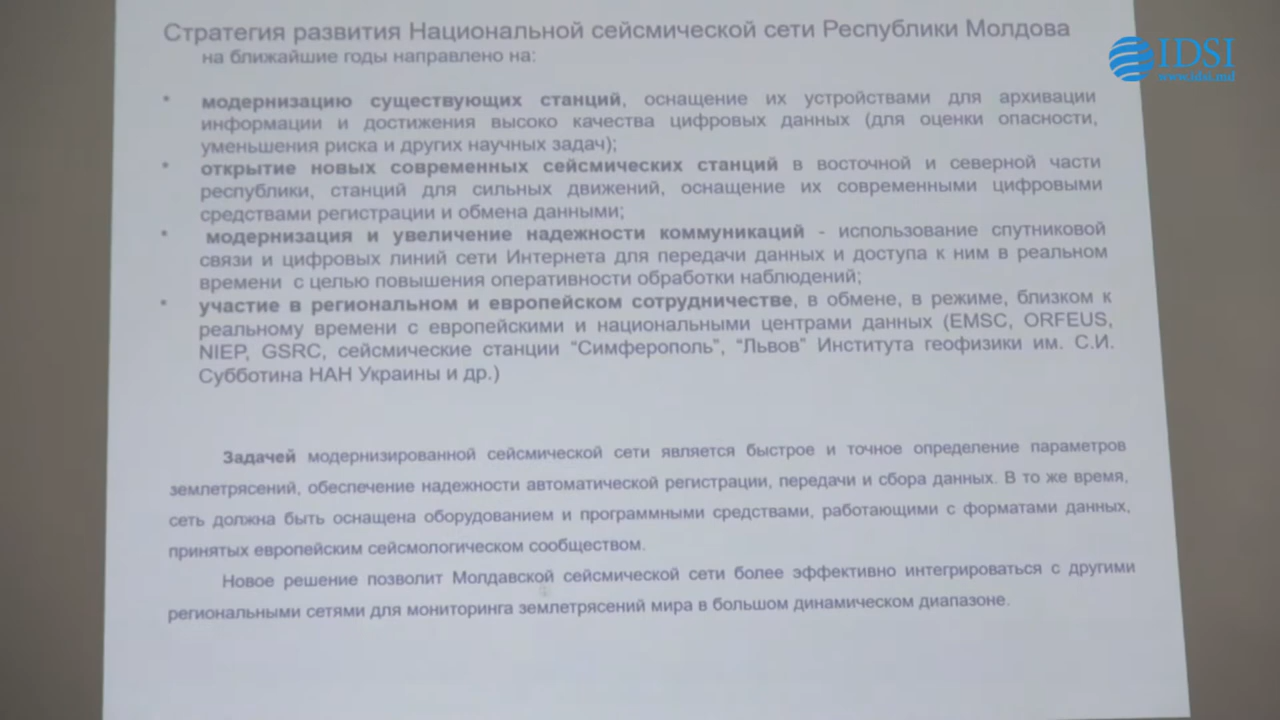 Стратегия развития Национальной сейсмической сети Республики Молдова
на ближайшие годы направлено на:
IDSI
www.idsi.md
• модернизацию существующих станций, оснащение их устройствами для архивации
информации и достижения высоко качества цифровых данных (для оценки опасности,
уменьшения риска и других научных задач);
• открытие новых современных сейсмических станций в восточной и северной части
республики, станций для сильных движений, оснащение их современными цифровыми
средствами регистрации и обмена данными;
• модернизация и увеличение надежности коммуникаций - использование спутниковой
связи и цифровых линий сети Интернета для передачи данных и доступа к ним в реальном
времени с целью повышения оперативности обработки наблюдений;
• участие в региональном и европейском сотрудничестве, в обмене, в режиме, близком к
реальному времени с европейскими и национальными центрами данных (EMSC, ORFEUS,
NIEP, GSRC, сейсмические станции “Симферополь”, “Львов” Института геофизики им. С.И.
Субботина НАН Украины и др.)
Задачей модернизированной сейсмической сети является быстрое и точное определение параметров
землетрясений, обеспечение надежности автоматической регистрации, передачи и сбора данных. В то же время,
сеть должна быть оснащена оборудованием и программными средствами, работающими с форматами данных,
принятых европейским сейсмологическом сообществом.
Новое решение позволит Молдавской сейсмической сети более эффективно интегрироваться с другими
региональными сетями для мониторинга землетрясений мира в большом динамическом диапазоне.